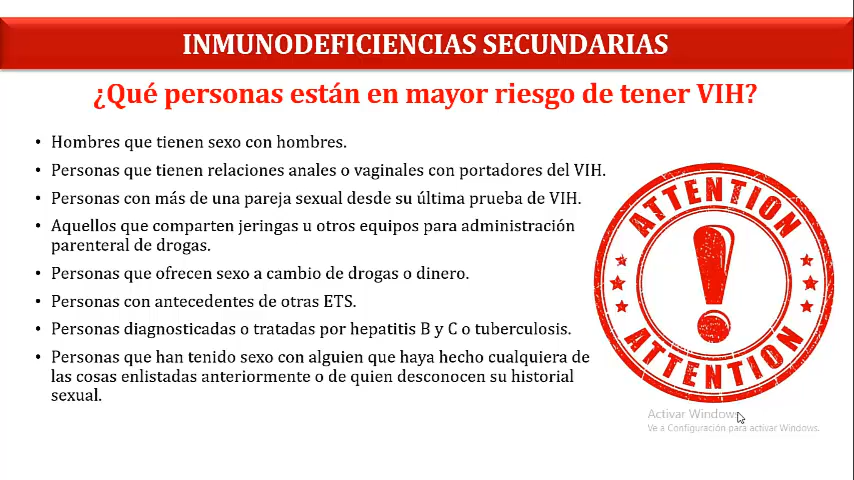 INMUNODEFICIENCIAS SECUNDARIAS
¿Qué personas están en mayor riesgo de tener VIH?
• Hombres que tienen sexo con hombres.
• Personas que tienen relaciones anales o vaginales con portadores del VIH.
• Personas con más de una pareja sexual desde su última prueba de VIH.
• Aquellos que comparten jeringas u otros equipos para administración
parenteral de drogas.
• Personas que ofrecen sexo a cambio de drogas o dinero.
• Personas con antecedentes de otras ETS.
• Personas diagnosticadas o tratadas por hepatitis B y C o tuberculosis.
• Personas que han tenido sexo con alguien que haya hecho cualquiera de
las cosas enlistadas anteriormente o de quien desconocen su historial
sexual.
ATTENTION
ATTENTION
Activar Windows
Ve a Configuración para activar Windows.